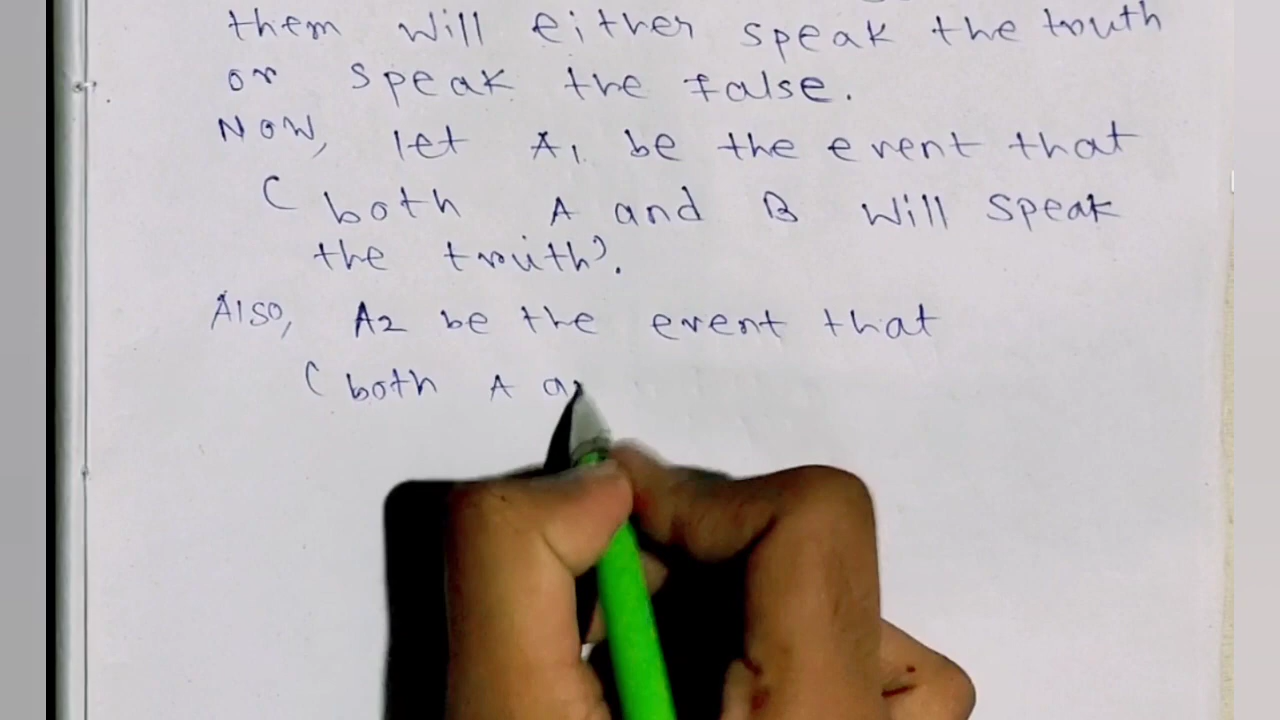 them will either speak the truth
or speak the false.
Now, let A1 be the event that
(both A and B will speak
the truth).
Also, A2 be the event that
(both A an